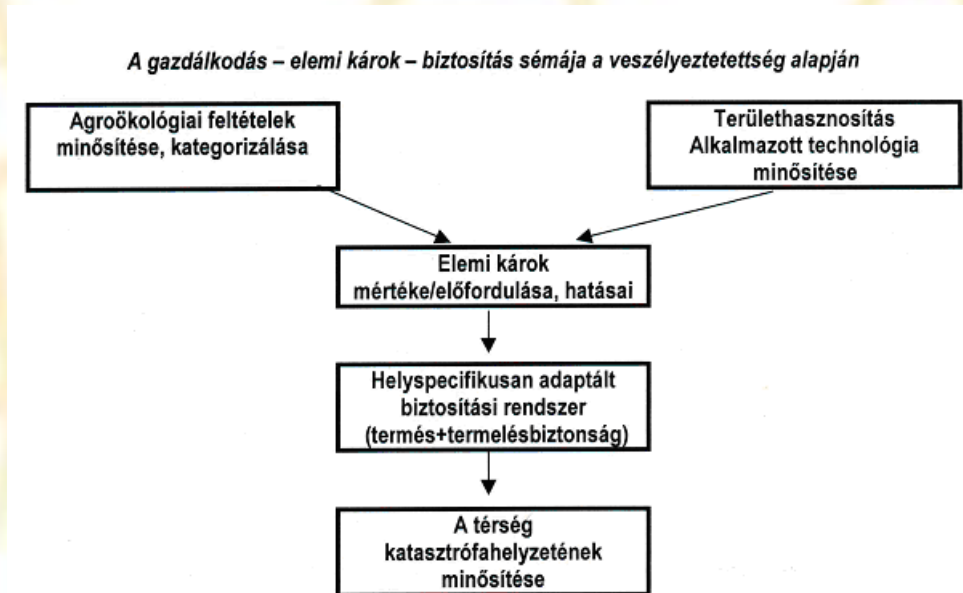 A gazdálkodás – elemi károk – biztosítás sémája a veszélyeztetettség alapján
Agroökológiai feltételek
minősítése, kategorizálása
Területhasznosítás
Alkalmazott technológia
minősítése
Elemi károk
mértéke/előfordulása, hatásai
Helyspecifikusan adaptált
biztosítási rendszer
(termés+termelésbiztonság)
A térség
katasztrófahelyzetének
minősítése